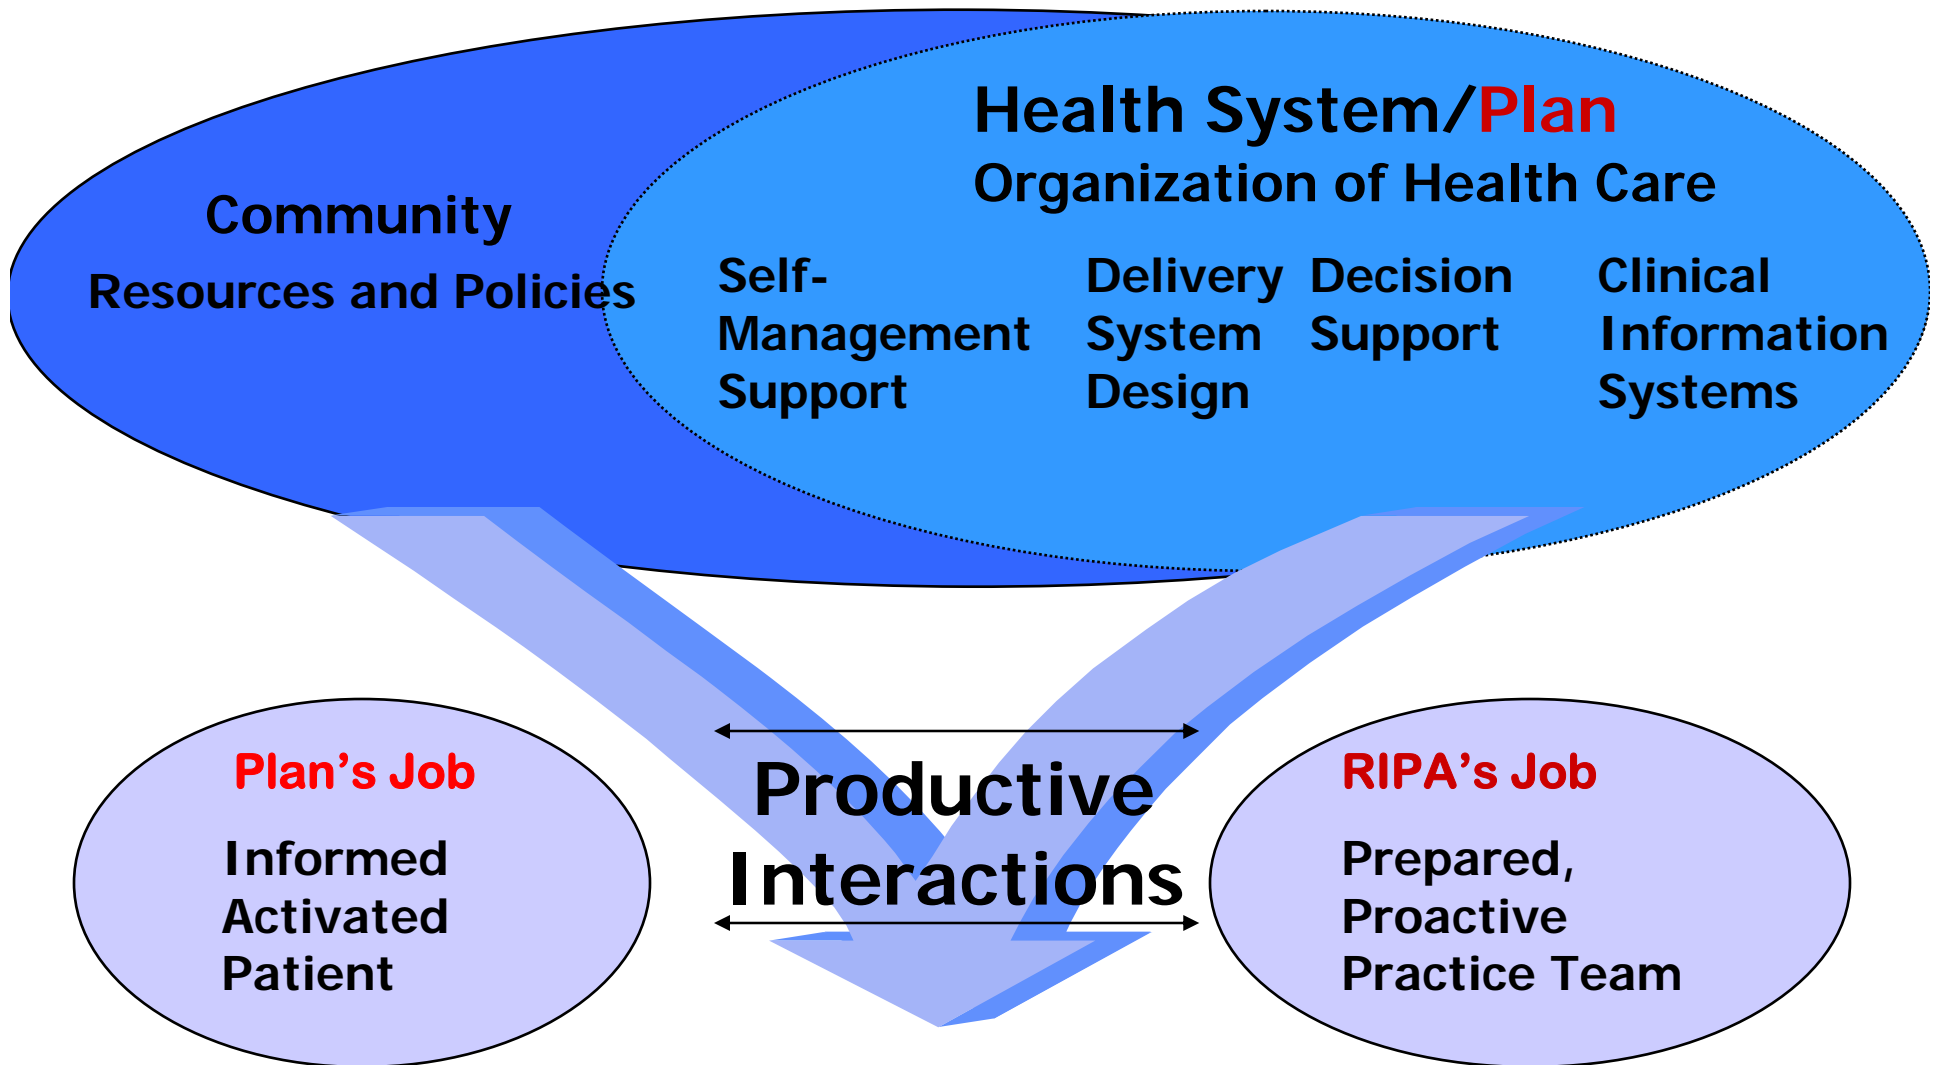 Health System/Plan
Organization of Health Care
Community
Resources and Policies
Self-
Management
Support
Delivery
System
Design
Decision
Support
Clinical
Information
Systems
Plan’s Job
Informed
Activated
Patient
Productive
Interactions
RIPA’s Job
Prepared,
Proactive
Practice Team